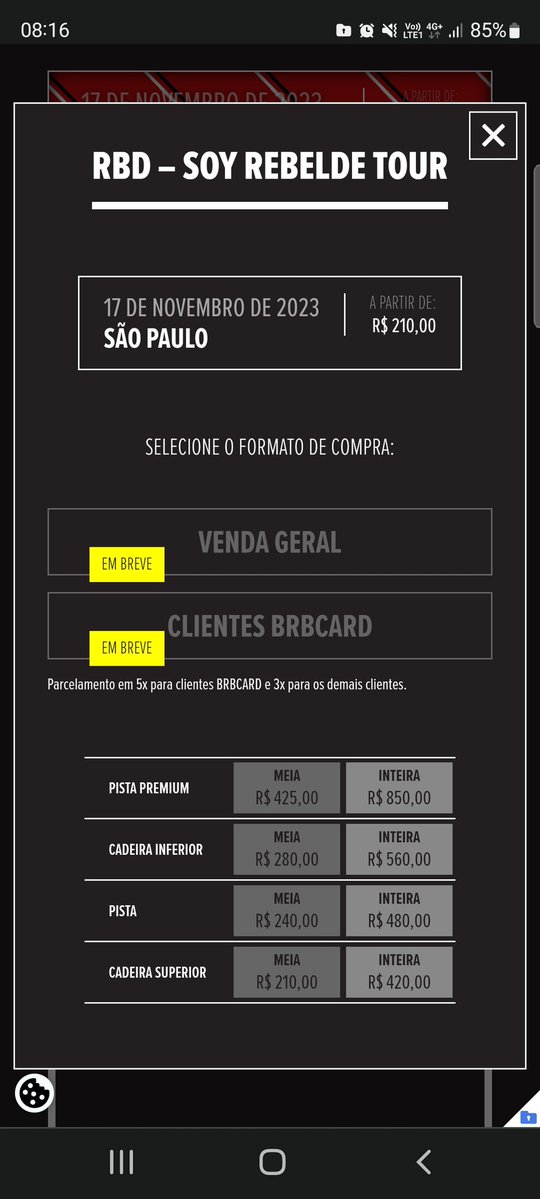 08:16
Vo)) 4G+
LTE1
85%
17 DE NOVEMBRO DE 2023
A PARTIR DE:
RBD – SOY REBELDE TOUR
17 DE NOVEMBRO DE 2023
SÃO PAULO
A PARTIR DE:
R$ 210,00
SELECIONE O FORMATO DE COMPRA:
VENDA GERAL
EM BREVE
CLIENTES BRBCARD
EM BREVE
Parcelamento em 5x para clientes BRBCARD e 3x para os demais clientes.
PISTA PREMIUM
MEIA
R$ 425,00
INTEIRA
R$ 850,00
CADEIRA INFERIOR
MEIA
R$ 280,00
INTEIRA
R$ 560,00
PISTA
MEIA
R$ 240,00
INTEIRA
R$ 480,00
CADEIRA SUPERIOR
MEIA
R$ 210,00
INTEIRA
R$ 420,00